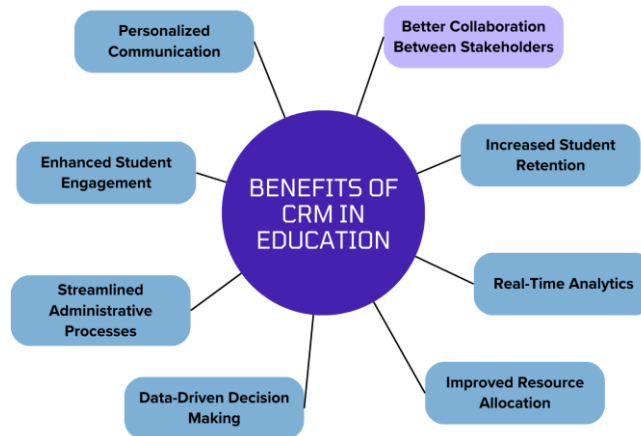 Personalized
Communication
Better Collaboration
Between Stakeholders
Enhanced Student
Engagement
BENEFITS OF
CRM IN
EDUCATION
Increased Student
Retention
Streamlined
Administrative
Processes
Real-Time Analytics
Data-Driven Decision
Making
Improved Resource
Allocation